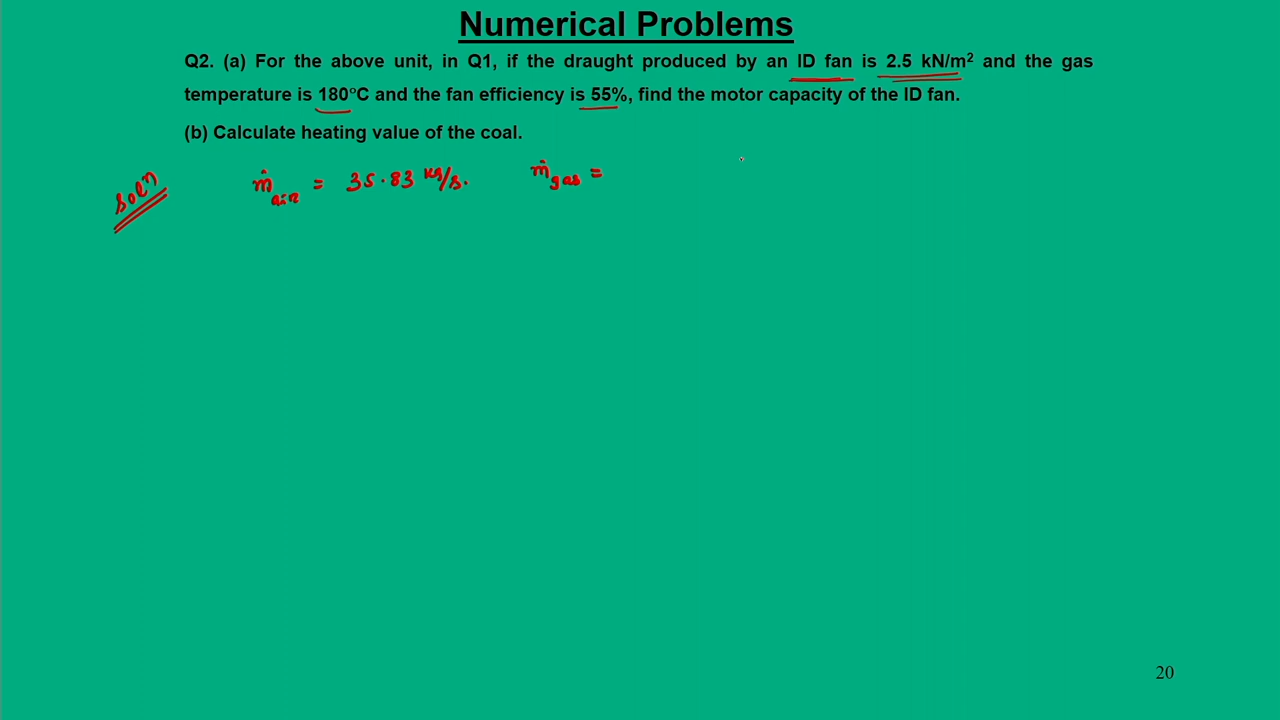 Numerical Problems
Q2. (a) For the above unit, in Q1, if the draught produced by an ID fan is 2.5 kN/m² and the gas
temperature is 180°C and the fan efficiency is 55%, find the motor capacity of the ID fan.
(b) Calculate heating value of the coal.
Solⁿ
ṁair = 35.83 kg/s. ṁgas =
20